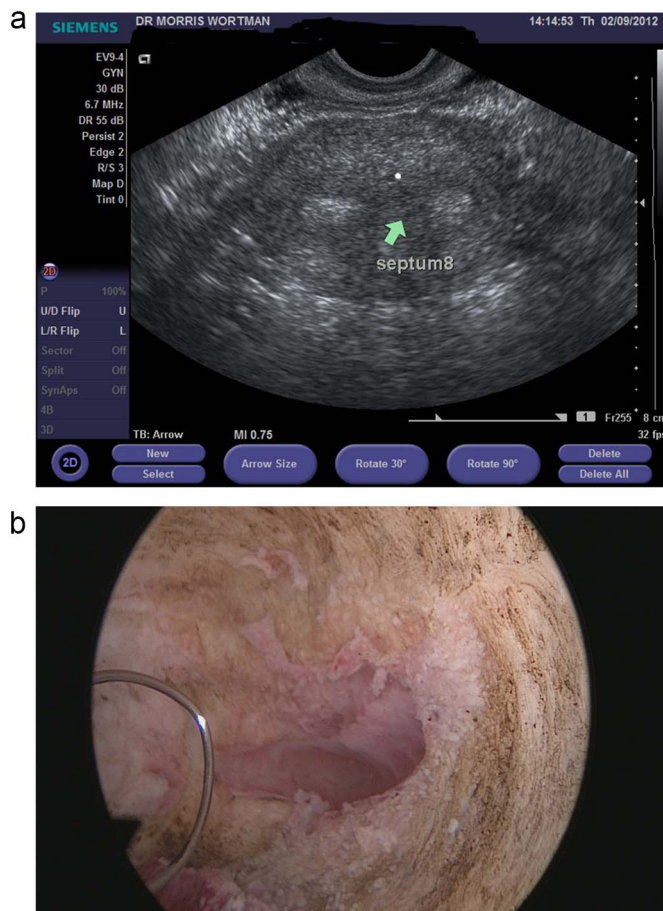 a
SIEMENS
DR MORRIS WORTMAN
14:14:53 Th 02/09/2012
EV9-4
GYN
30 dB
6.7 MHz
DR 55 dB
Persist 2
Edge 2
R/S 3
Map D
Tint 0
septum8
2D
P 100%
U/D Flip U
L/R Flip L
Sector Off
Split Off
SynAps Off
4B
3D
1 Fr255 8 cm
TB: Arrow MI 0.75 32 fps
2D
New
Select
Arrow Size
Rotate 30°
Rotate 90°
Delete
Delete All
b